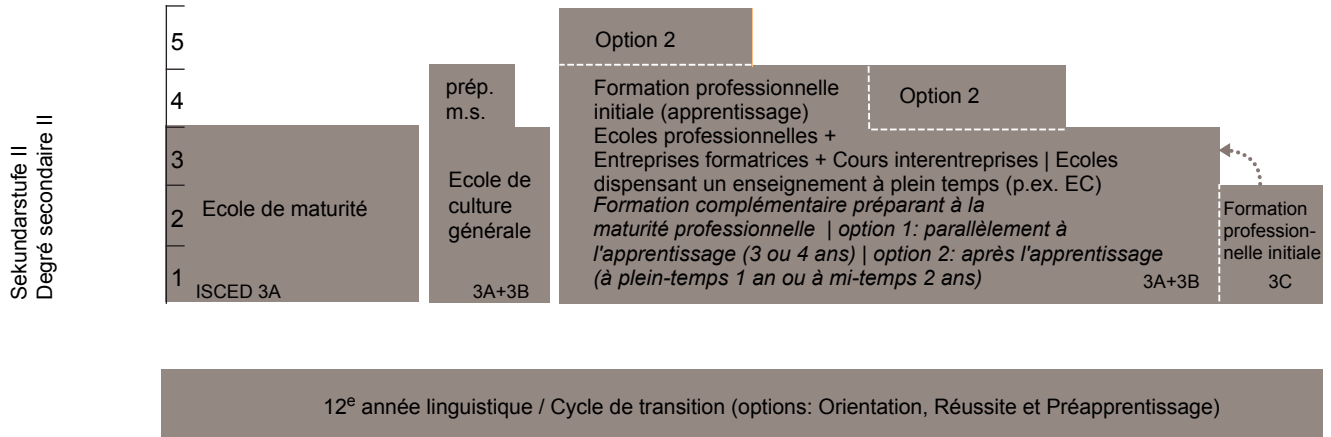 Sekundarstufe II
Degré secondaire II
5
4
3
2
1
Ecole de maturité
ISCED 3A
prép.
m.s.
Ecole de
culture
générale
3A+3B
Option 2
Formation professionnelle
initiale (apprentissage)
Ecoles professionnelles +
Entreprises formatrices + Cours interentreprises | Ecoles
dispensant un enseignement à plein temps (p.ex. EC)
Formation complémentaire préparant à la
maturité professionnelle | option 1: parallèlement à
l'apprentissage (3 ou 4 ans) | option 2: après l'apprentissage
(à plein-temps 1 an ou à mi-temps 2 ans)
3A+3B
Option 2
Formation
profession-
nelle initiale
3C
12e année linguistique / Cycle de transition (options: Orientation, Réussite et Préapprentissage)